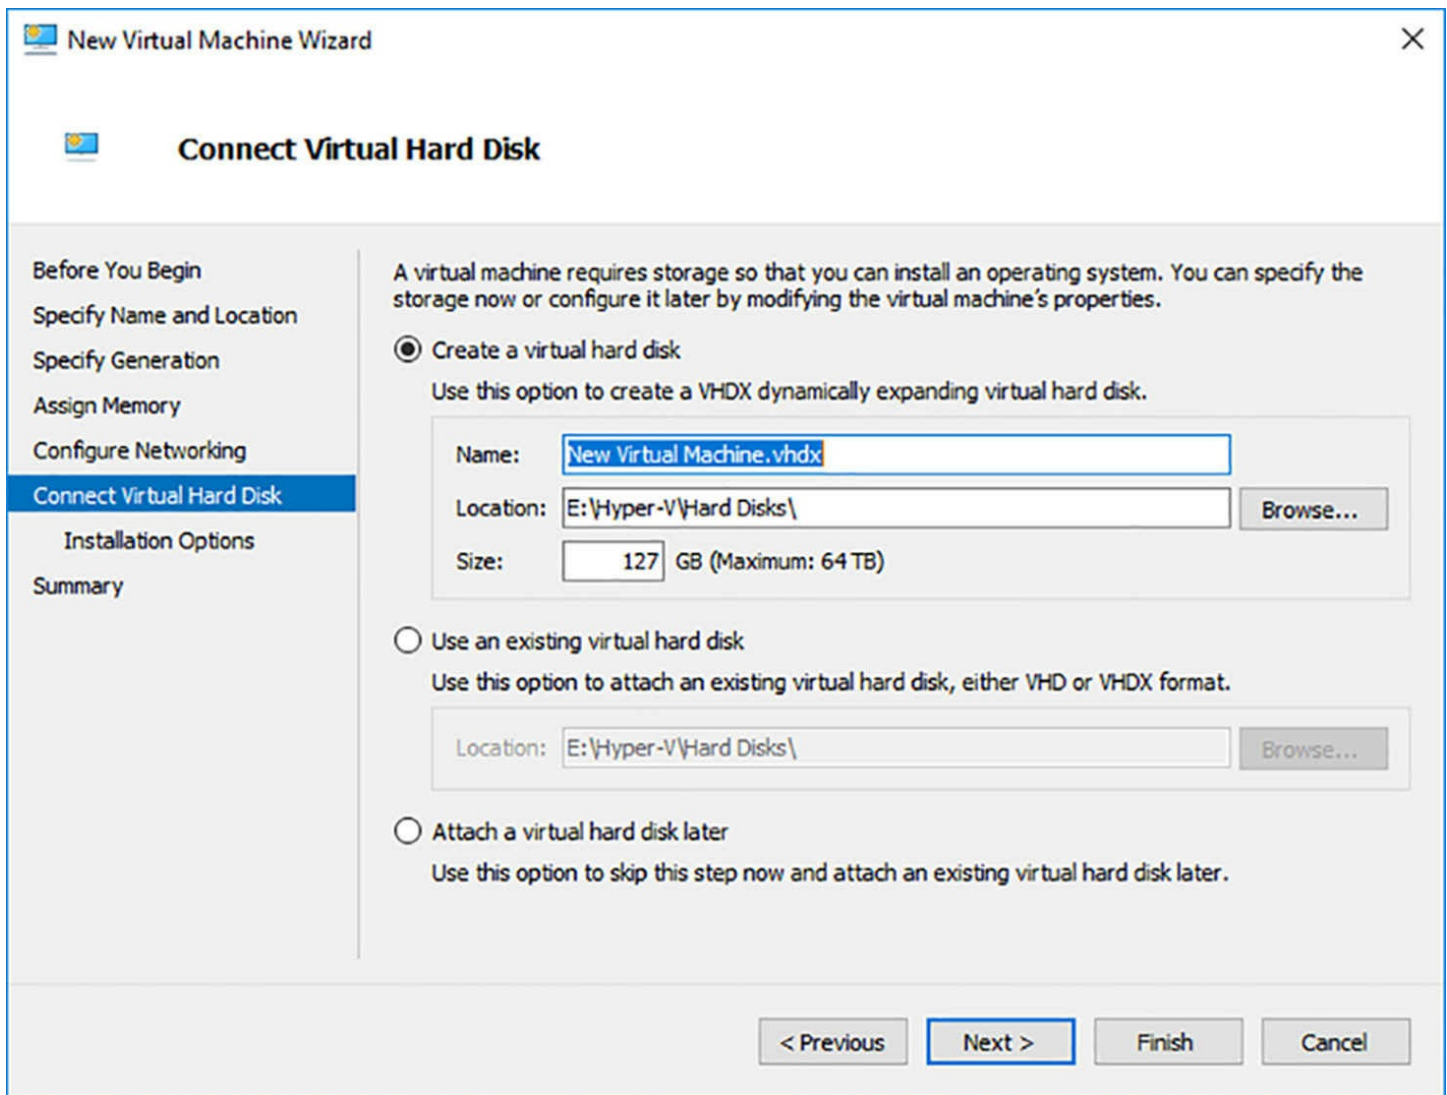 New Virtual Machine Wizard
Connect Virtual Hard Disk
Before You Begin
Specify Name and Location
Specify Generation
Assign Memory
Configure Networking
Connect Virtual Hard Disk
Installation Options
Summary
A virtual machine requires storage so that you can install an operating system. You can specify the
storage now or configure it later by modifying the virtual machine's properties.
Create a virtual hard disk
Use this option to create a VHDX dynamically expanding virtual hard disk.
Name: New Virtual Machine.vhdx
Location: E:\Hyper-V\Hard Disks\ Browse...
Size: 127 GB (Maximum: 64 TB)
Use an existing virtual hard disk
Use this option to attach an existing virtual hard disk, either VHD or VHDX format.
Location: E:\Hyper-V\Hard Disks\ Browse...
Attach a virtual hard disk later
Use this option to skip this step now and attach an existing virtual hard disk later.
< Previous Next > Finish Cancel